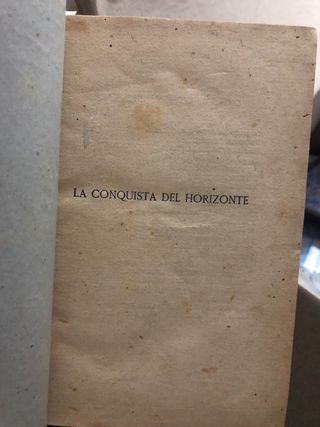 LA CONQUISTA DEL HORIZONTE